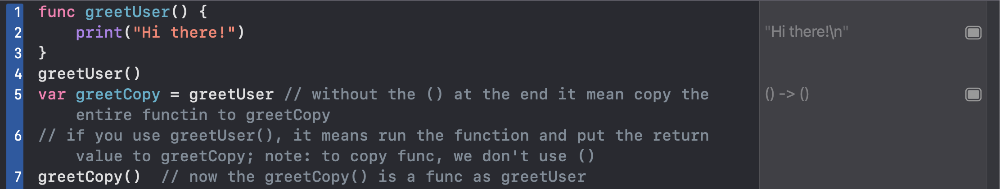 1 func greetUser() {
2 print("Hi there!") "Hi there!\n"
3 }
4 greetUser()
5 var greetCopy = greetUser // without the () at the end it mean copy the () -> ()
entire functin to greetCopy
6 // if you use greetUser(), it means run the function and put the return
value to greetCopy; note: to copy func, we don't use ()
7 greetCopy() // now the greetCopy() is a func as greetUser